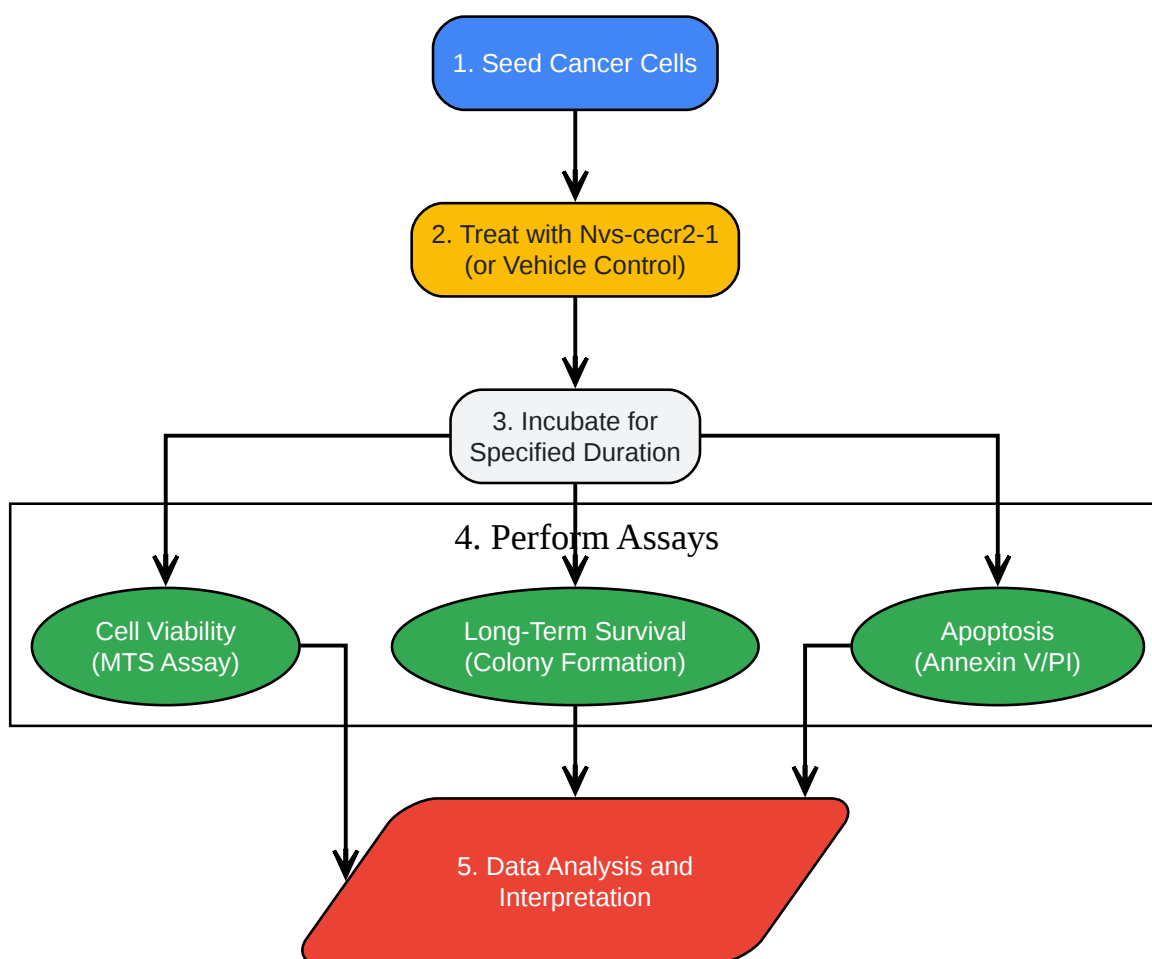 1. Seed Cancer Cells
2. Treat with Nvs-cecr2-1
(or Vehicle Control)
3. Incubate for
Specified Duration
4. Perform Assays
Cell Viability
(MTS Assay)
Long-Term Survival
(Colony Formation)
Apoptosis
(Annexin V/PI)
5. Data Analysis and
Interpretation